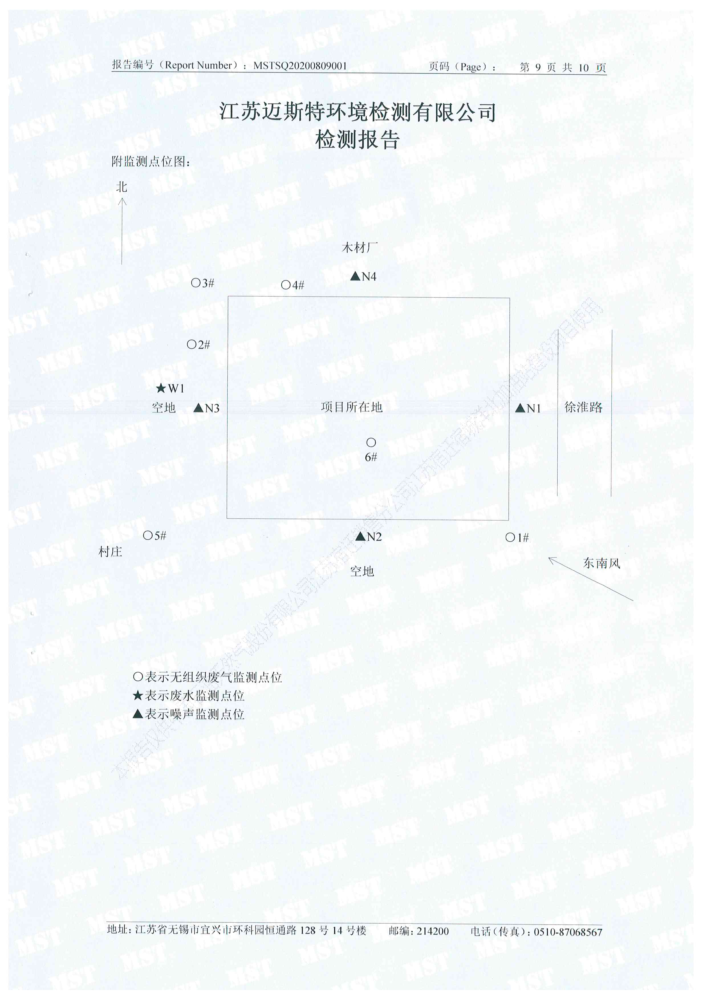 报告编号（Report Number）: MSTSQ20200809001 页码（Page）: 第 9 页 共 10 页
江苏迈斯特环境检测有限公司
检测报告
附监测点位图:
北
木材厂
▲N4
○3# ○4#
○2#
★W1
空地 ▲N3 项目所在地 ▲N1 徐淮路
○
6#
○5# ▲N2 ○1#
村庄
东南风
空地
○表示无组织废气监测点位
★表示废水监测点位
▲表示噪声监测点位
地址: 江苏省无锡市宜兴市环科园恒通路 128 号 14 号楼 邮编: 214200 电话（传真）: 0510-87068567
MST